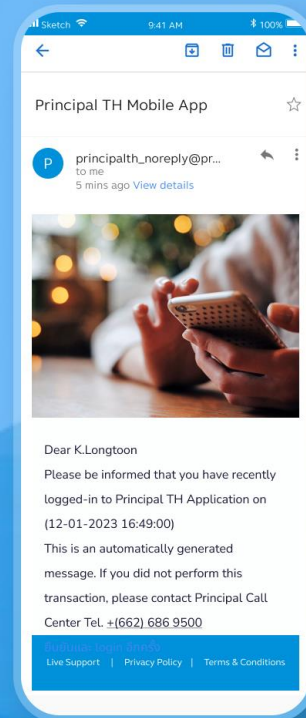 Sketch 9:41 AM 100%
Principal TH Mobile App
P principalth_noreply@pr...
to me
5 mins ago View details
Dear K.Longtoon
Please be informed that you have recently
logged-in to Principal TH Application on
(12-01-2023 16:49:00)
This is an automatically generated
message. If you did not perform this
transaction, please contact Principal Call
Center Tel. +(662) 686 9500
Live Support | Privacy Policy | Terms & Conditions